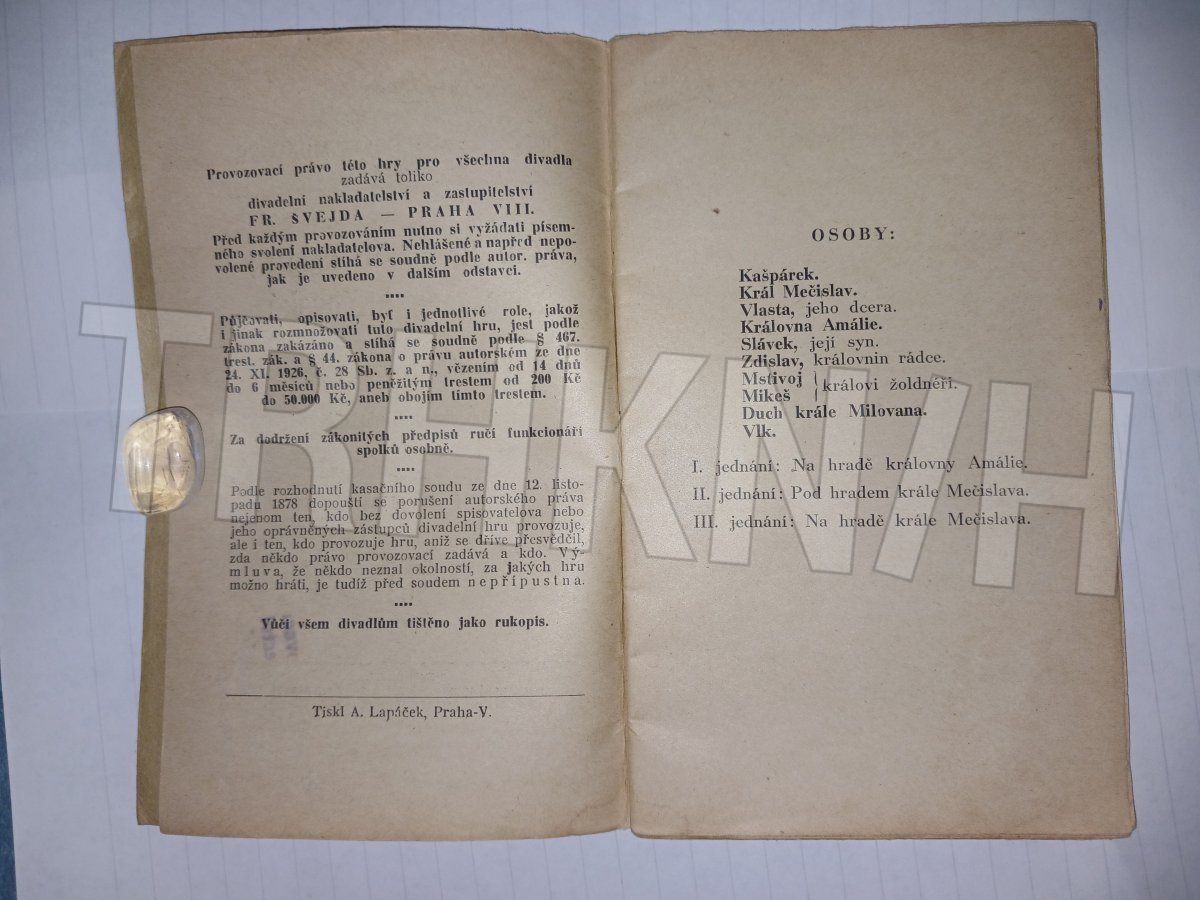 Provozovací právo této hry pro všechna divadla
zadává toliko
divadelní nakladatelství a zastupitelství
FR. ŠVEJDA — PRAHA VIII.
Před každým provozováním nutno si vyžádati písem-
ného svolení nakladatelova. Nehlášené a napřed nepo-
volené provedení stíhá se soudně podle autor. práva,
jak je uvedeno v dalším odstavci.
Půjčovati, opisovati, byť i jednotlivé role, jakož
i jinak rozmnožovati tuto divadelní hru, jest podle
zákona zakázáno a stíhá se soudně podle § 467.
trest. zák. a § 44. zákona o právu autorském ze dne
24. XI. 1926, č. 28 Sb. z. a n., vězením od 14 dnů
do 6 měsíců nebo peněžitým trestem od 200 Kč
do 50.000 Kč, aneb obojím tímto trestem.
Za dodržení zákonitých předpisů ručí funkcionáři
spolků osobně.
Podle rozhodnutí kasačního soudu ze dne 12. listo-
padu 1878 dopouští se porušení autorského práva
nejenom ten, kdo bez dovolení spisovatelova nebo
jeho oprávněných zástupců divadelní hru provozuje,
ale i ten, kdo provozuje hru, aniž se dříve přesvědčil,
zda někdo právo provozovací zadává a kdo. Vý-
mluva, že někdo neznal okolností, za jakých hru
možno hráti, je tudíž před soudem nepřípustna.
Vůči všem divadlům tištěno jako rukopis.
Tiskl A. Lapáček, Praha-V.
OSOBY:
Kašpárek.
Král Mečislav.
Vlasta, jeho dcera.
Královna Amálie.
Slávek, její syn.
Zdislav, královnin rádce.
Mstivoj
Mikeš } královi žoldnéři.
Duch krále Milovana.
Vlk.
I. jednání: Na hradě královny Amálie.
II. jednání: Pod hradem krále Mečislava.
III. jednání: Na hradě krále Mečislava.
TRHKNIH